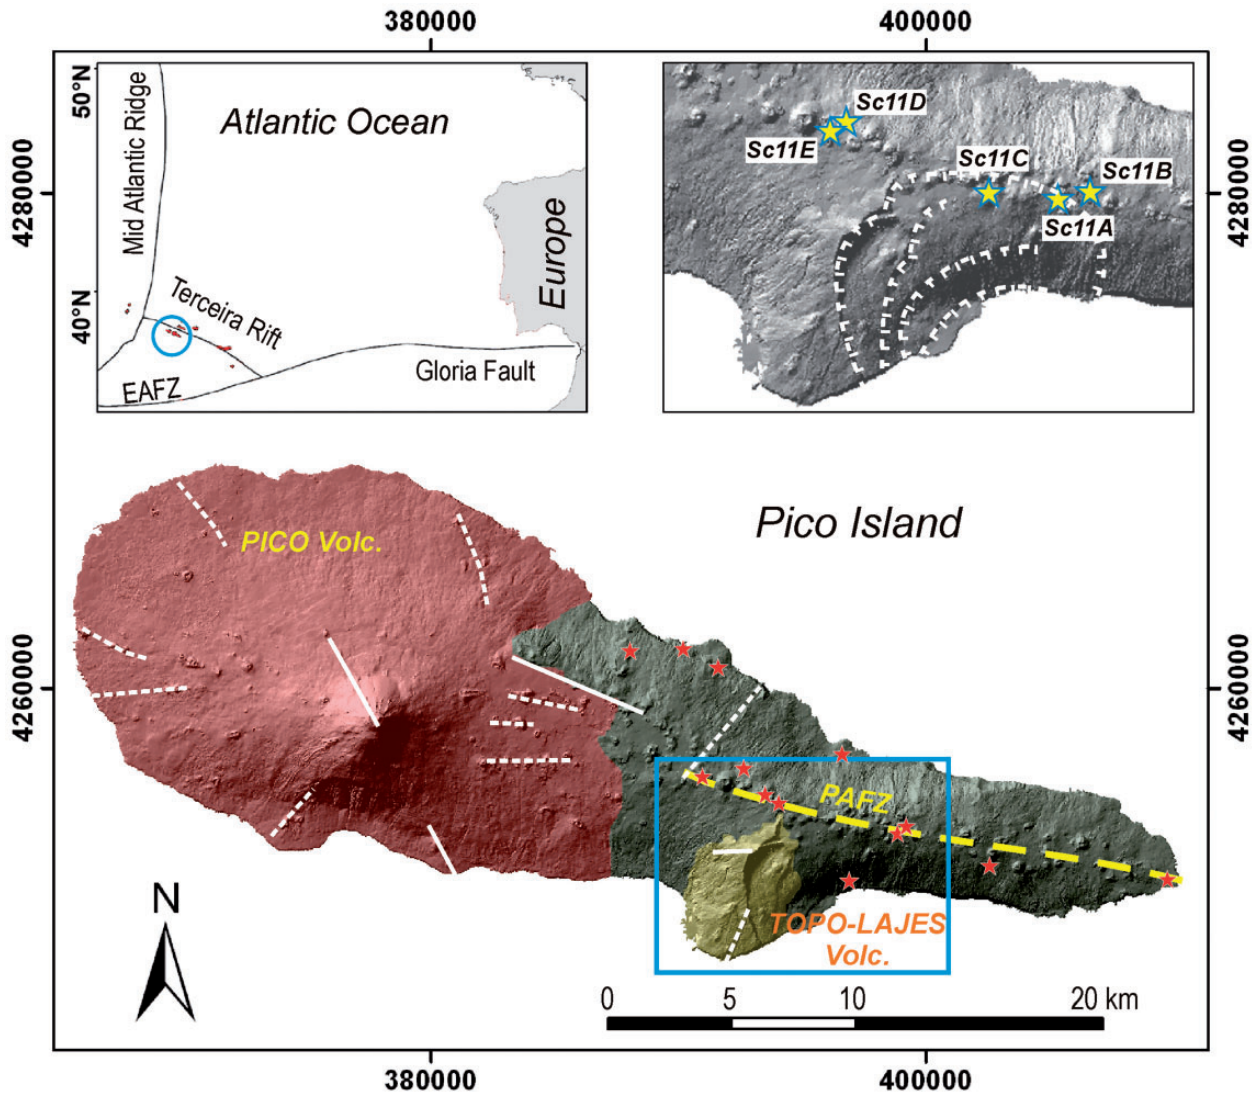 380000
400000
4280000
4280000
50°N
40°N
Mid Atlantic Ridge
Atlantic Ocean
Europe
Terceira Rift
EAFZ
Gloria Fault
Sc11D
Sc11E
Sc11C
Sc11B
Sc11A
Pico Island
PICO Volc.
4260000
4260000
PAFZ
TOPO-LAJES
Volc.
N
0 5 10 20 km
380000
400000